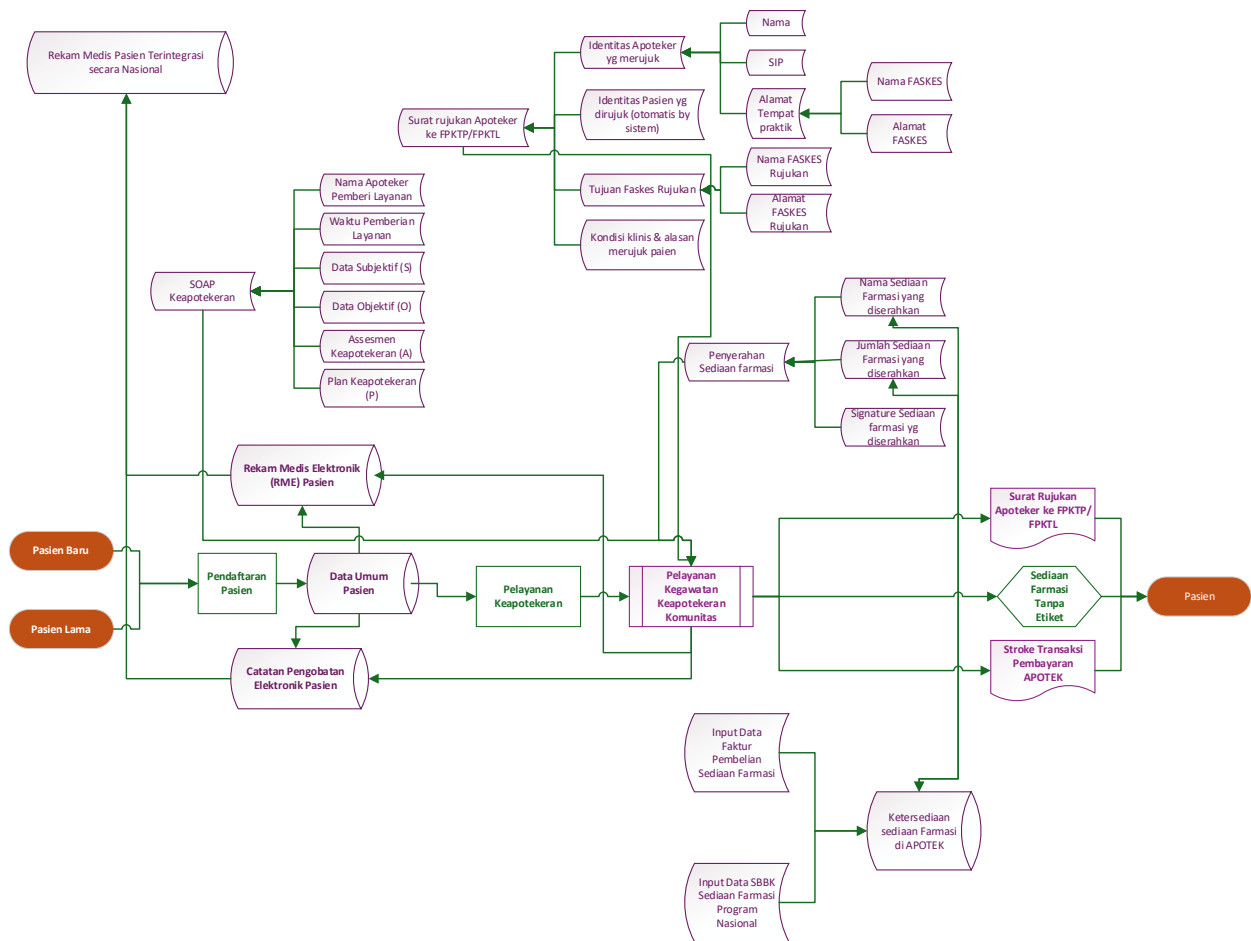 Rekam Medis Pasien Terintegrasi
secara Nasional
Surat rujukan Apoteker
ke FPKTP/FPKTL
Identitas Apoteker
yg merujuk
Identitas Pasien yg
dirujuk (otomatis by
sistem)
Tujuan Faskes Rujukan
Kondisi klinis & alasan
merujuk paien
Nama
SIP
Alamat
Tempat
praktik
Nama FASKES
Alamat
FASKES
Nama FASKES
Rujukan
Alamat
FASKES
Rujukan
SOAP
Keapotekeran
Nama Apoteker
Pemberi Layanan
Waktu Pemberian
Layanan
Data Subjektif (S)
Data Objektif (O)
Assesmen
Keapotekeran (A)
Plan Keapotekeran
(P)
Penyerahan
Sediaan farmasi
Nama Sediaan
Farmasi yang
diserahkan
Jumlah Sediaan
Farmasi yang
diserahkan
Signature Sediaan
farmasi yg
diserahkan
Rekam Medis Elektronik
(RME) Pasien
Pasien Baru
Pasien Lama
Pendaftaran
Pasien
Data Umum
Pasien
Pelayanan
Keapotekeran
Pelayanan
Kegawatan
Keapotekeran
Komunitas
Catatan Pengobatan
Elektronik Pasien
Surat Rujukan
Apoteker ke FPKTP/
FPKTL
Sediaan
Farmasi
Tanpa
Etiket
Stroke Transaksi
Pembayaran
APOTEK
Pasien
Input Data
Faktur
Pembelian
Sediaan Farmasi
Ketersediaan
sediaan Farmasi
di APOTEK
Input Data SBBK
Sediaan Farmasi
Program
Nasional